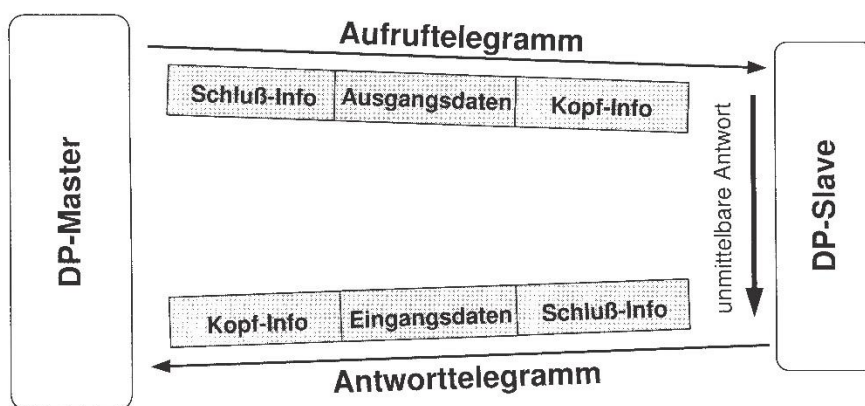 Aufruftelegramm
Schluß-Info Ausgangsdaten Kopf-Info
DP-Master
unmittelbare Antwort
DP-Slave
Kopf-Info Eingangsdaten Schluß-Info
Antworttelegramm